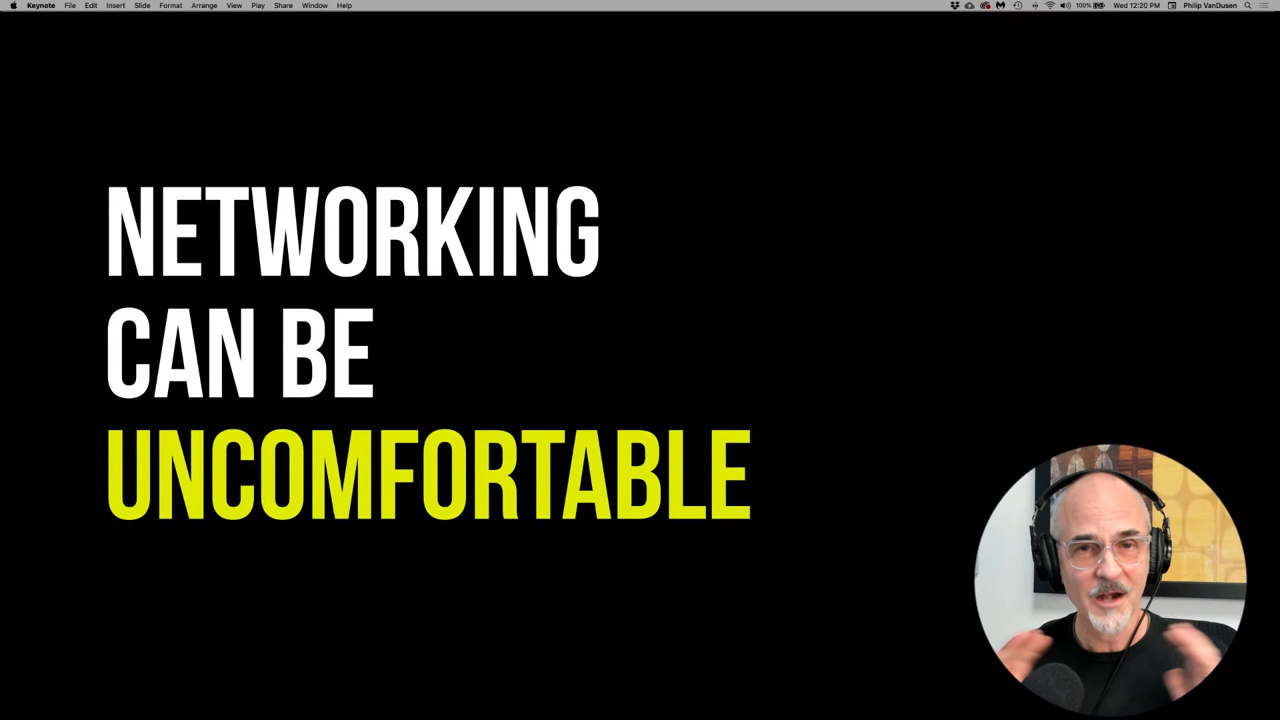 Keynote File Edit Insert Slide Format Arrange View Play Share Window Help 100% Wed 12:20 PM Philip VanDusen
NETWORKING
CAN BE
UNCOMFORTABLE